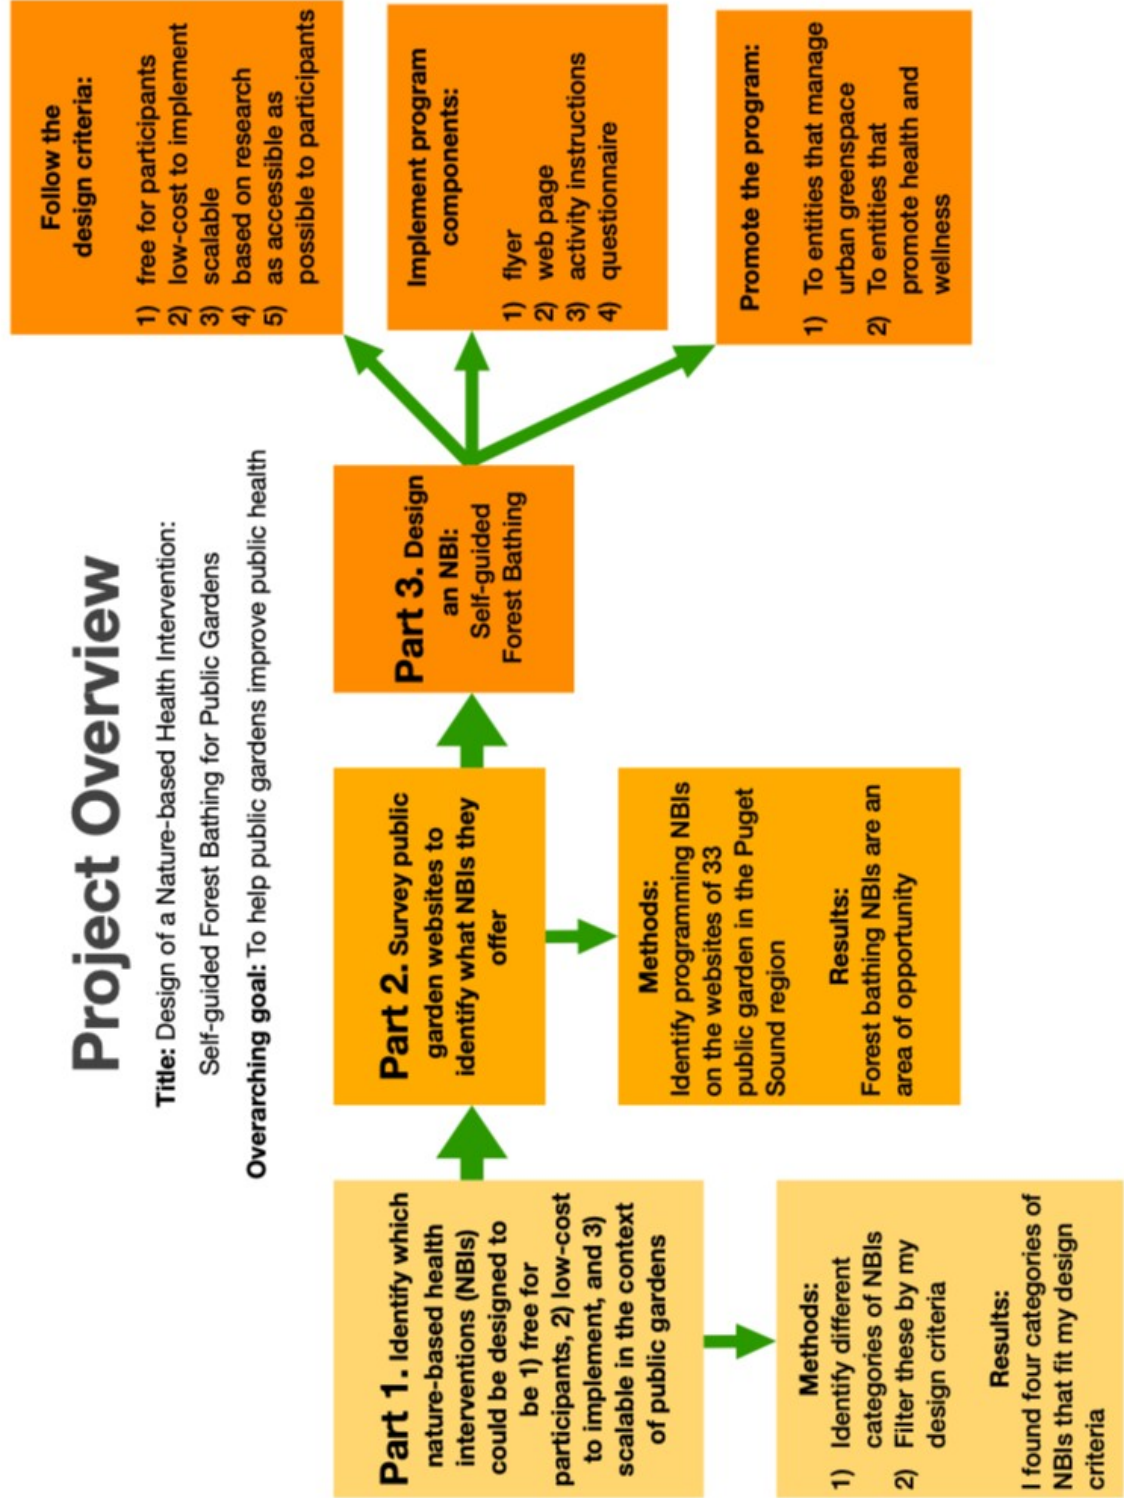 Project Overview
Title: Design of a Nature-based Health Intervention:
Self-guided Forest Bathing for Public Gardens
Overarching goal: To help public gardens improve public health
Part 1. Identify which
nature-based health
interventions (NBIs)
could be designed to
be 1) free for
participants, 2) low-cost
to implement, and 3)
scalable in the context
of public gardens
Methods:
1) Identify different
categories of NBIs
2) Filter these by my
design criteria
Results:
I found four categories of
NBIs that fit my design
criteria
Part 2. Survey public
garden websites to
identify what NBIs they
offer
Methods:
Identify programming NBIs
on the websites of 33
public garden in the Puget
Sound region
Results:
Forest bathing NBIs are an
area of opportunity
Part 3. Design
an NBI:
Self-guided
Forest Bathing
Follow the
design criteria:
1) free for participants
2) low-cost to implement
3) scalable
4) based on research
5) as accessible as
possible to participants
Implement program
components:
1) flyer
2) web page
3) activity instructions
4) questionnaire
Promote the program:
1) To entities that manage
urban greenspace
2) To entities that
promote health and
wellness